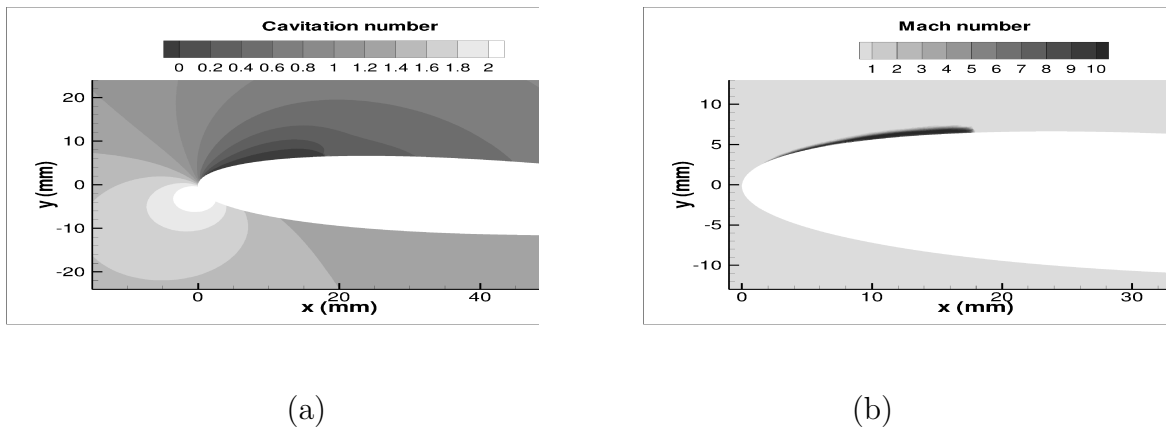 Cavitation number
0 0.2 0.4 0.6 0.8 1 1.2 1.4 1.6 1.8 2
20
10
0
-10
-20
y (mm)
0 20 40
x (mm)
(a)
Mach number
1 2 3 4 5 6 7 8 9 10
10
5
0
-5
-10
y (mm)
0 10 20 30
x (mm)
(b)